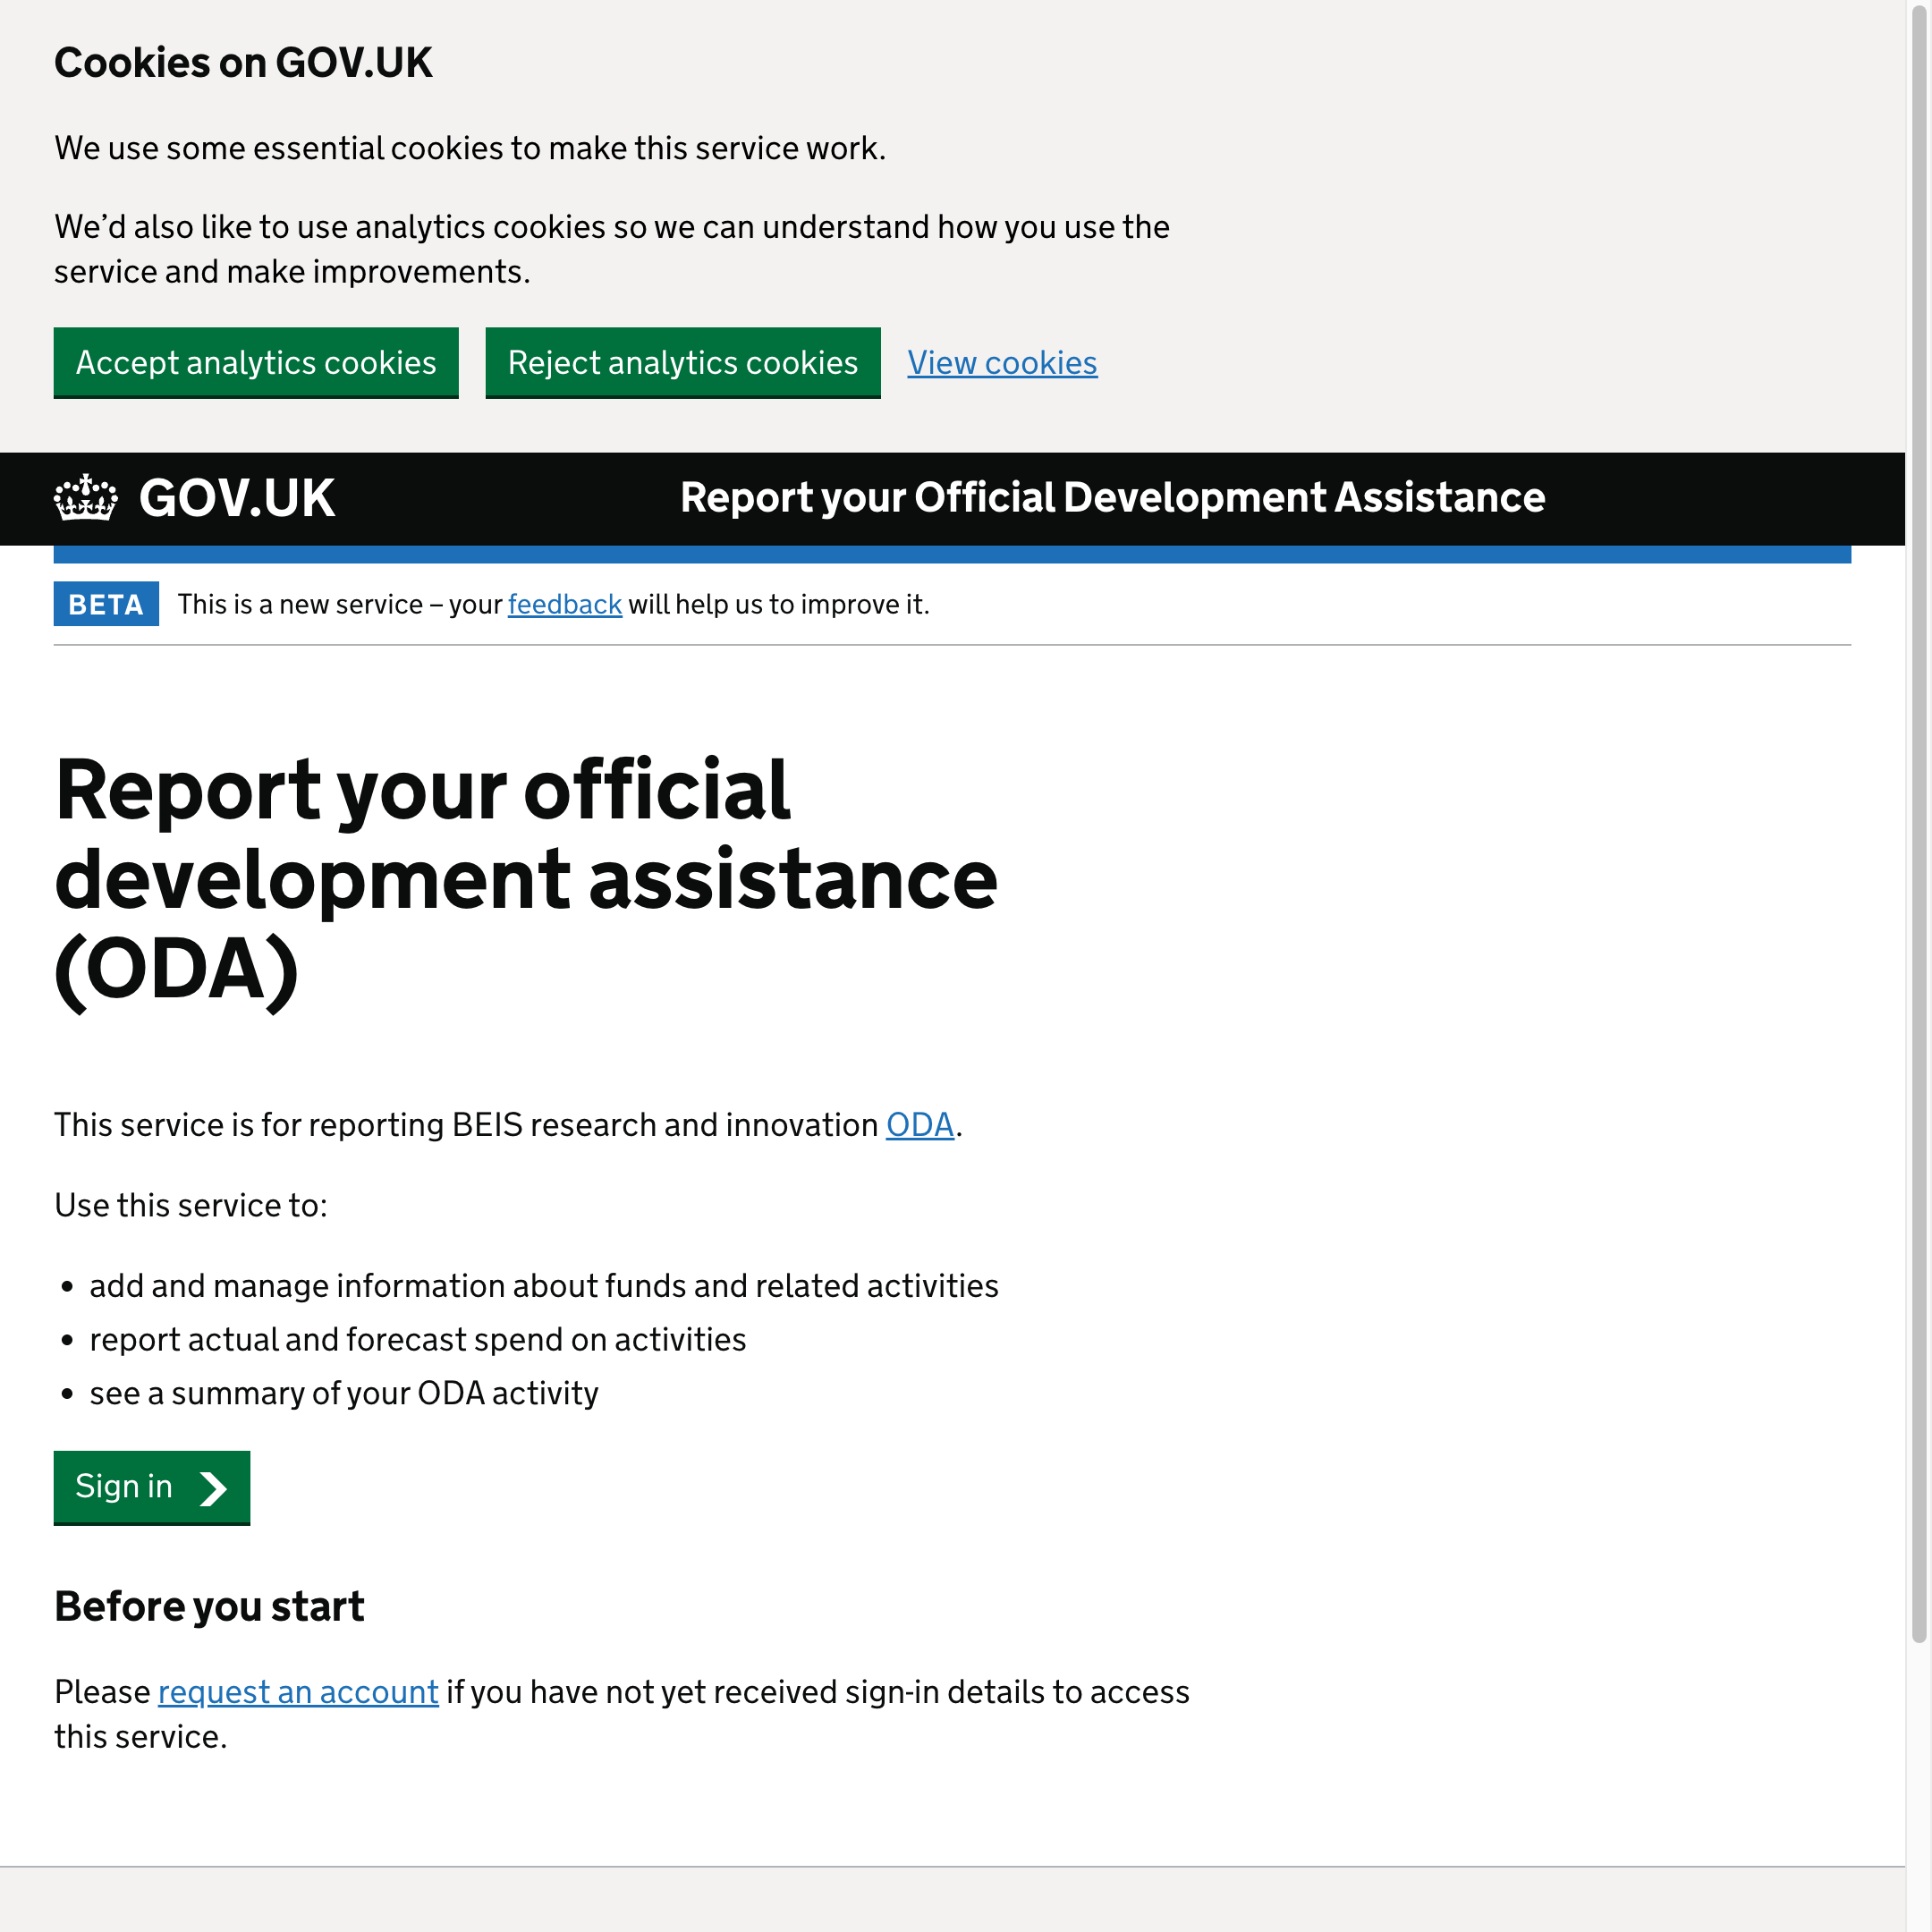 Cookies on GOV.UK
We use some essential cookies to make this service work.
We’d also like to use analytics cookies so we can understand how you use the
service and make improvements.
Accept analytics cookies
Reject analytics cookies
View cookies
GOV.UK
Report your Official Development Assistance
BETA
This is a new service – your feedback will help us to improve it.
Report your official
development assistance
(ODA)
This service is for reporting BEIS research and innovation ODA.
Use this service to:
• add and manage information about funds and related activities
• report actual and forecast spend on activities
• see a summary of your ODA activity
Sign in
Before you start
Please request an account if you have not yet received sign-in details to access
this service.